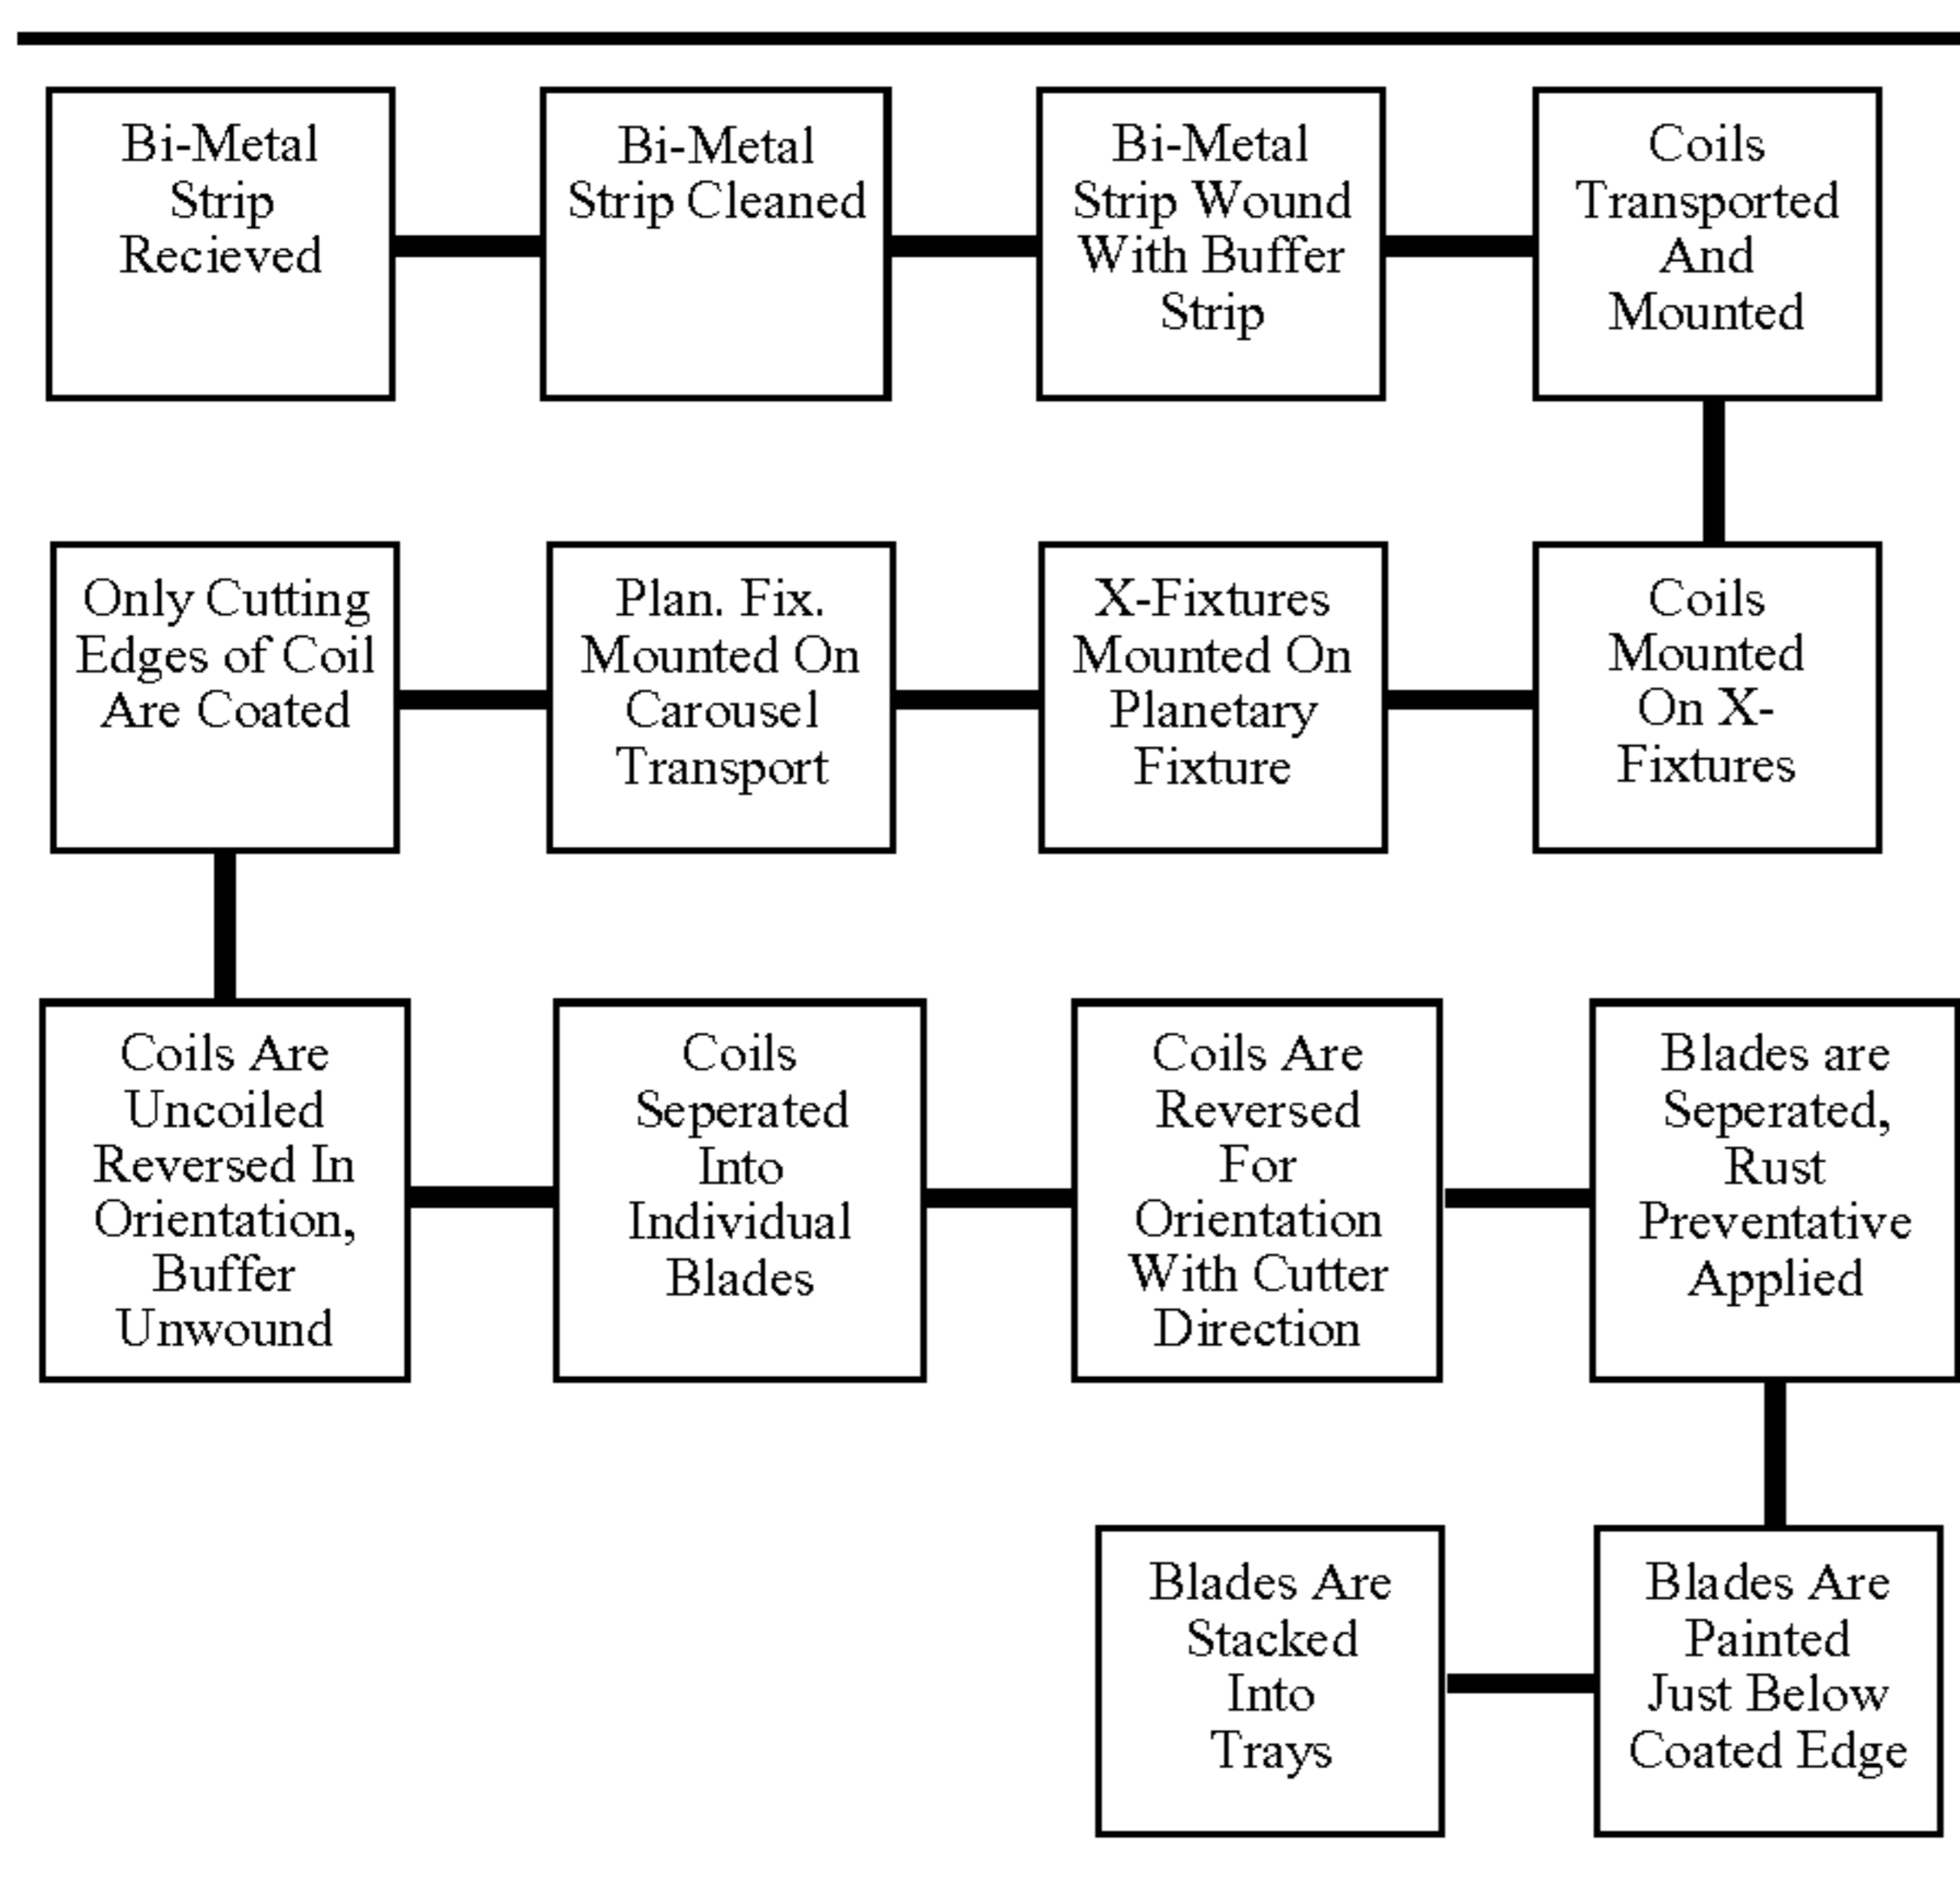 Bi-Metal
Strip
Recieved
Bi-Metal
Strip Cleaned
Bi-Metal
Strip Wound
With Buffer
Strip
Coils
Transported
And
Mounted
Coils
Mounted
On X-
Fixtures
X-Fixtures
Mounted On
Planetary
Fixture
Plan. Fix.
Mounted On
Carousel
Transport
Only Cutting
Edges of Coil
Are Coated
Coils Are
Uncoiled
Reversed In
Orientation,
Buffer
Unwound
Coils
Seperated
Into
Individual
Blades
Coils Are
Reversed
For
Orientation
With Cutter
Direction
Blades are
Seperated,
Rust
Preventative
Applied
Blades Are
Painted
Just Below
Coated Edge
Blades Are
Stacked
Into
Trays